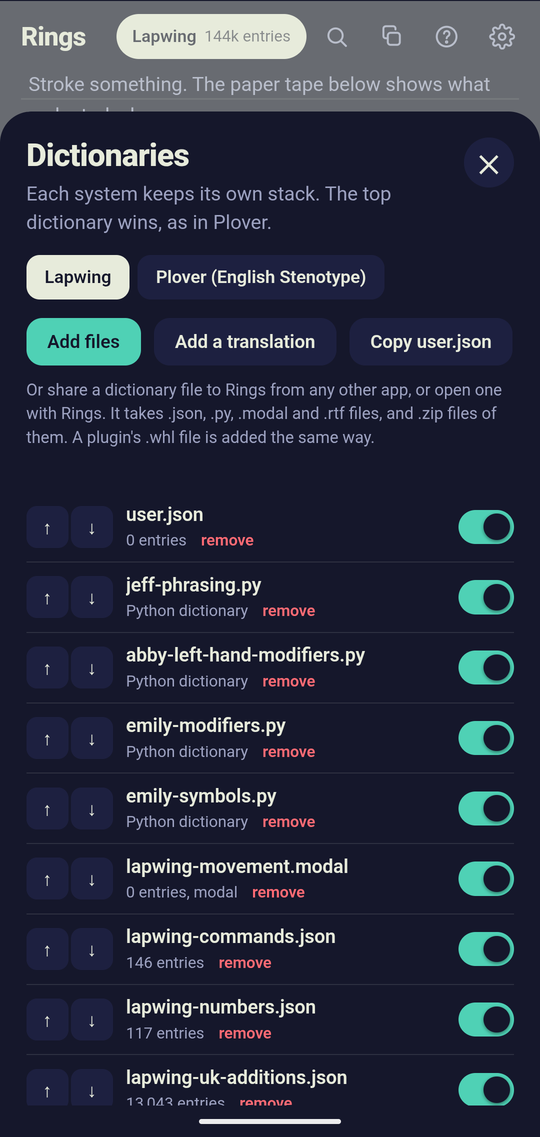 Rings
Lapwing 144k entries
Stroke something. The paper tape below shows what
Dictionaries
Each system keeps its own stack. The top
dictionary wins, as in Plover.
Lapwing
Plover (English Stenotype)
Add files
Add a translation
Copy user.json
Or share a dictionary file to Rings from any other app, or open one
with Rings. It takes .json, .py, .modal and .rtf files, and .zip files of
them. A plugin's .whl file is added the same way.
↑ ↓ user.json
0 entries remove
↑ ↓ jeff-phrasing.py
Python dictionary remove
↑ ↓ abby-left-hand-modifiers.py
Python dictionary remove
↑ ↓ emily-modifiers.py
Python dictionary remove
↑ ↓ emily-symbols.py
Python dictionary remove
↑ ↓ lapwing-movement.modal
0 entries, modal remove
↑ ↓ lapwing-commands.json
146 entries remove
↑ ↓ lapwing-numbers.json
117 entries remove
↑ ↓ lapwing-uk-additions.json
13,043 entries remove